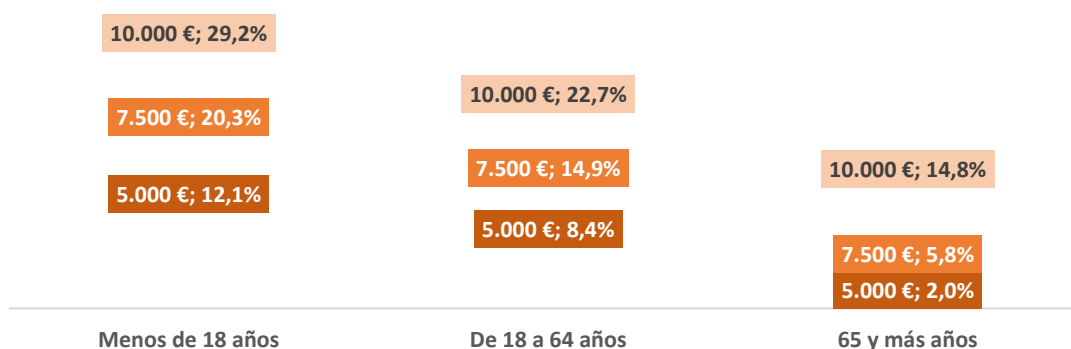 10.000 €; 29,2%
7.500 €; 20,3%
5.000 €; 12,1%
10.000 €; 22,7%
7.500 €; 14,9%
5.000 €; 8,4%
10.000 €; 14,8%
7.500 €; 5,8%
5.000 €; 2,0%
Menos de 18 años
De 18 a 64 años
65 y más años